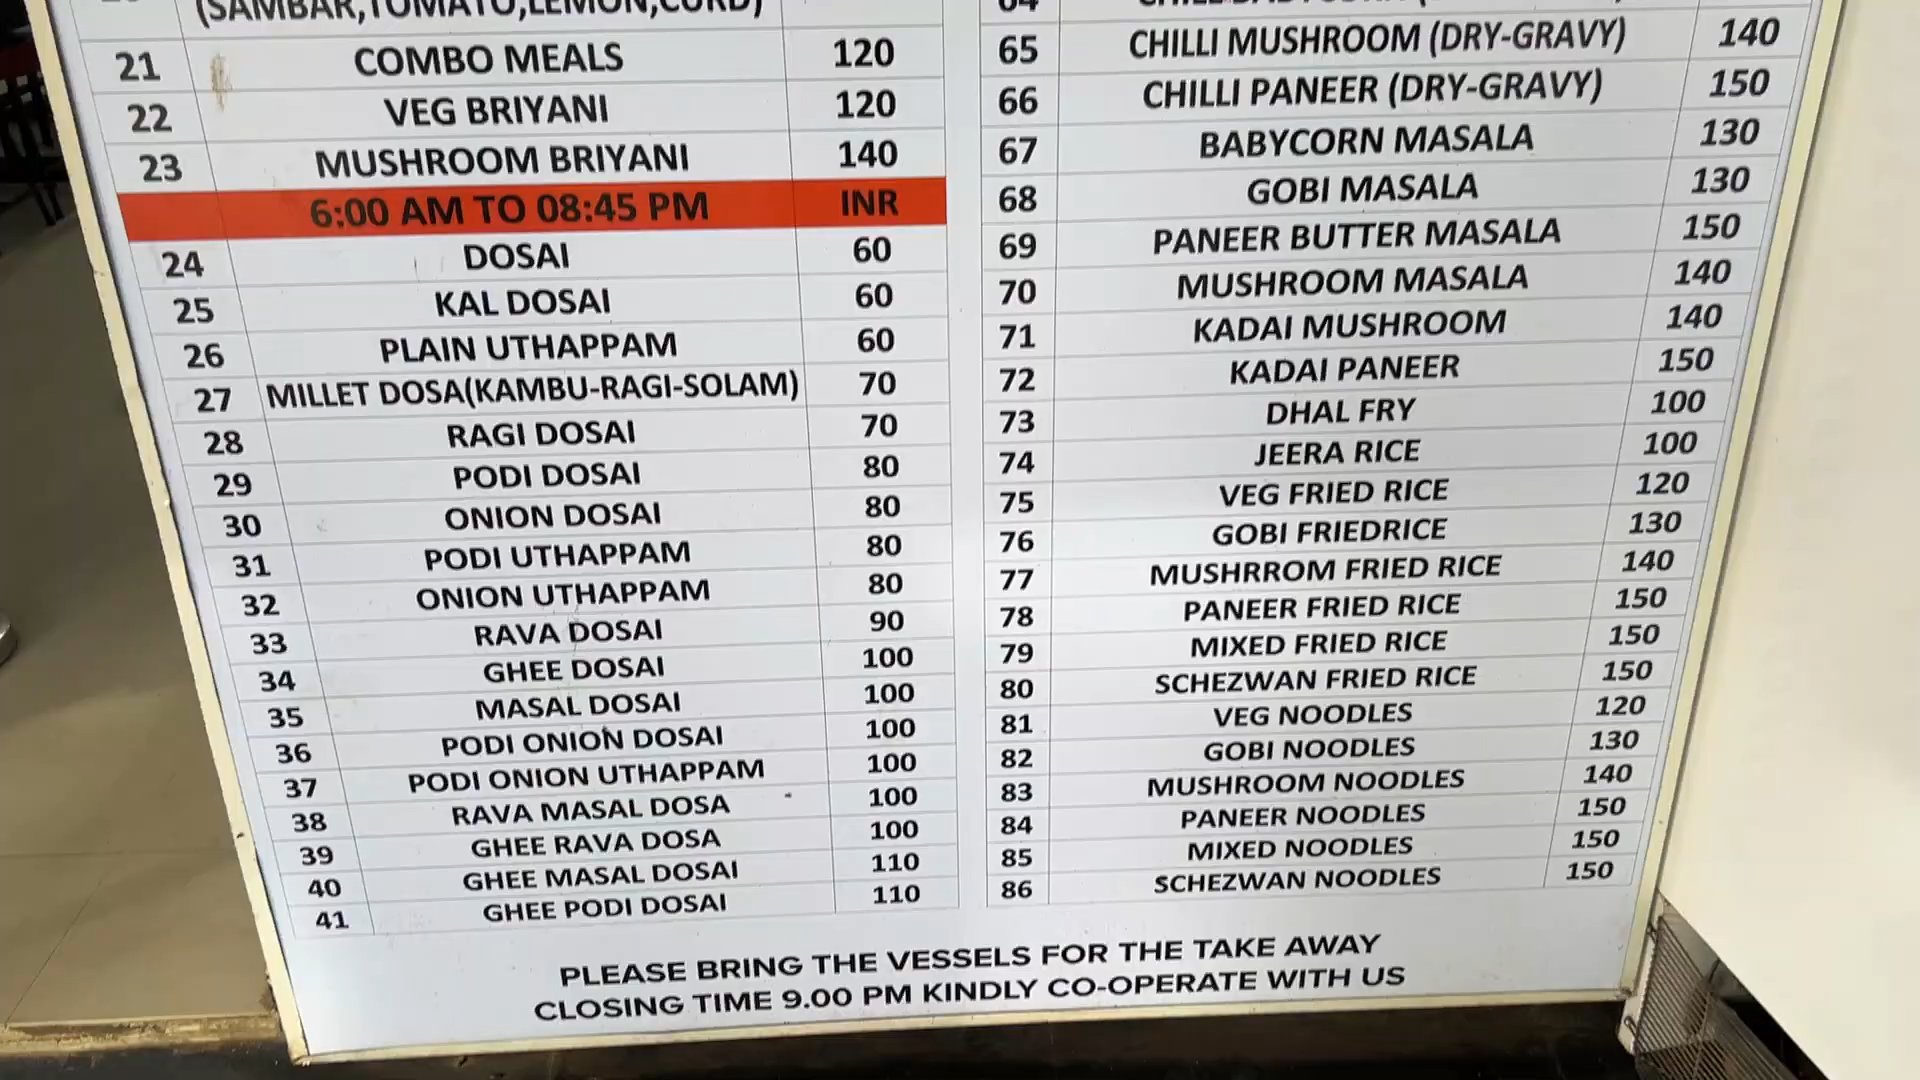 (SAMBAR,TOMATO,LEMON,CURD)
21 COMBO MEALS 120
22 VEG BRIYANI 120
23 MUSHROOM BRIYANI 140
6:00 AM TO 08:45 PM INR
24 DOSAI 60
25 KAL DOSAI 60
26 PLAIN UTHAPPAM 60
27 MILLET DOSA(KAMBU-RAGI-SOLAM) 70
28 RAGI DOSAI 70
29 PODI DOSAI 80
30 ONION DOSAI 80
31 PODI UTHAPPAM 80
32 ONION UTHAPPAM 80
33 RAVA DOSAI 90
34 GHEE DOSAI 100
35 MASAL DOSAI 100
36 PODI ONION DOSAI 100
37 PODI ONION UTHAPPAM 100
38 RAVA MASAL DOSA 100
39 GHEE RAVA DOSA 100
40 GHEE MASAL DOSAI 110
41 GHEE PODI DOSAI 110
64
65 CHILLI MUSHROOM (DRY-GRAVY) 140
66 CHILLI PANEER (DRY-GRAVY) 150
67 BABYCORN MASALA 130
68 GOBI MASALA 130
69 PANEER BUTTER MASALA 150
70 MUSHROOM MASALA 140
71 KADAI MUSHROOM 140
72 KADAI PANEER 150
73 DHAL FRY 100
74 JEERA RICE 100
75 VEG FRIED RICE 120
76 GOBI FRIEDRICE 130
77 MUSHRROM FRIED RICE 140
78 PANEER FRIED RICE 150
79 MIXED FRIED RICE 150
80 SCHEZWAN FRIED RICE 150
81 VEG NOODLES 120
82 GOBI NOODLES 130
83 MUSHROOM NOODLES 140
84 PANEER NOODLES 150
85 MIXED NOODLES 150
86 SCHEZWAN NOODLES 150
PLEASE BRING THE VESSELS FOR THE TAKE AWAY
CLOSING TIME 9.00 PM KINDLY CO-OPERATE WITH US